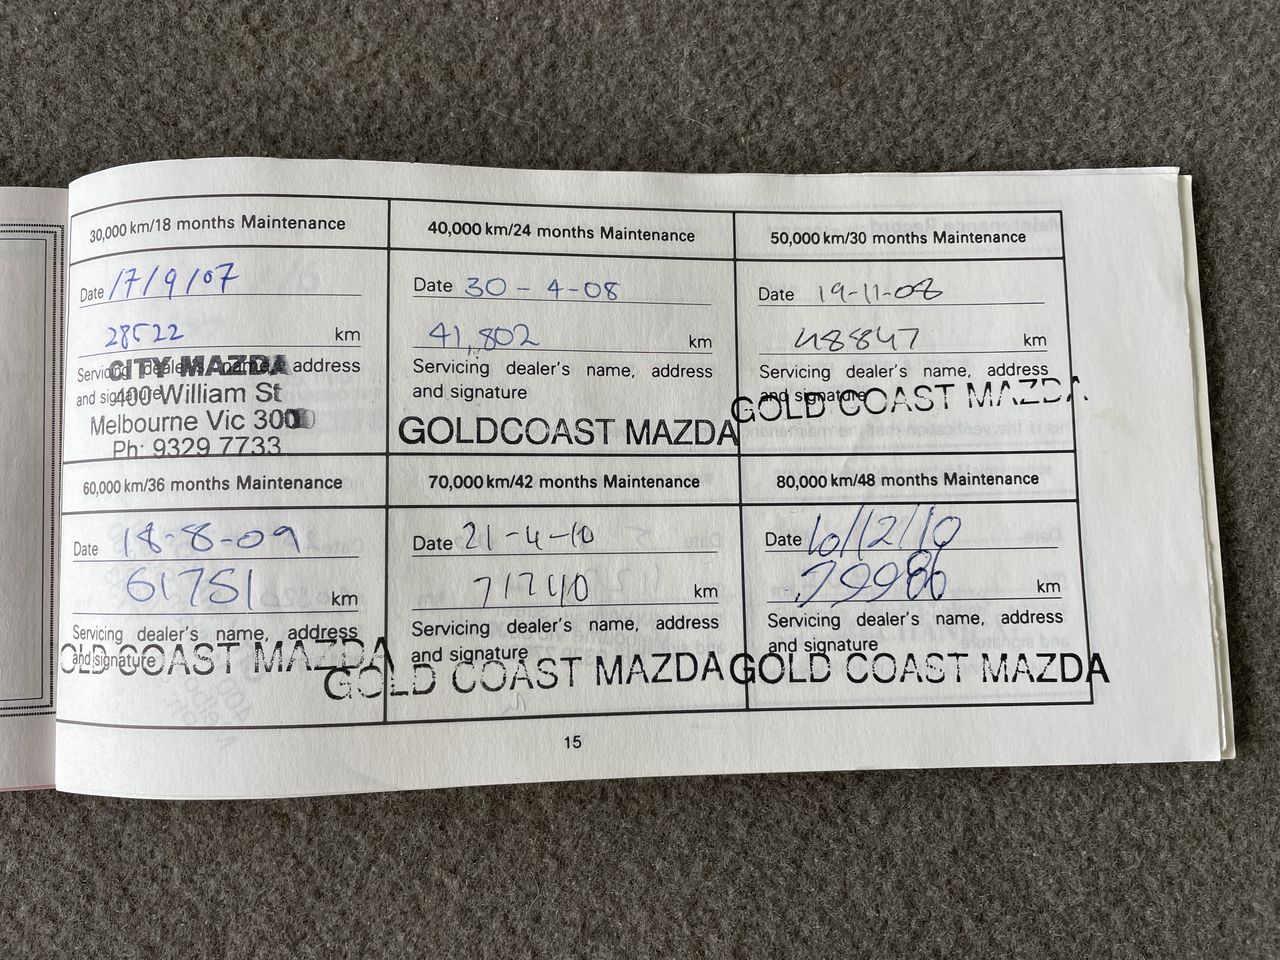 30,000 km/18 months Maintenance
Date 17/9/07
28522 km
Servicing dealer's name, address
and signature
CITY MAZDA
400 William St
Melbourne Vic 3000
Ph: 9329 7733
40,000 km/24 months Maintenance
Date 30 - 4-08
41,802 km
Servicing dealer's name, address
and signature
GOLDCOAST MAZDA
50,000 km/30 months Maintenance
Date 19-11-08
48847 km
Servicing dealer's name, address
and signature
GOLD COAST MAZDA
60,000 km/36 months Maintenance
Date 18-8-09
61751 km
Servicing dealer's name, address
and signature
OLD COAST MAZDA
70,000 km/42 months Maintenance
Date 21-4-10
71740 km
Servicing dealer's name, address
and signature
GOLD COAST MAZDA
80,000 km/48 months Maintenance
Date /12/10
km
Servicing dealer's name, address
and signature
GOLD COAST MAZDA
15